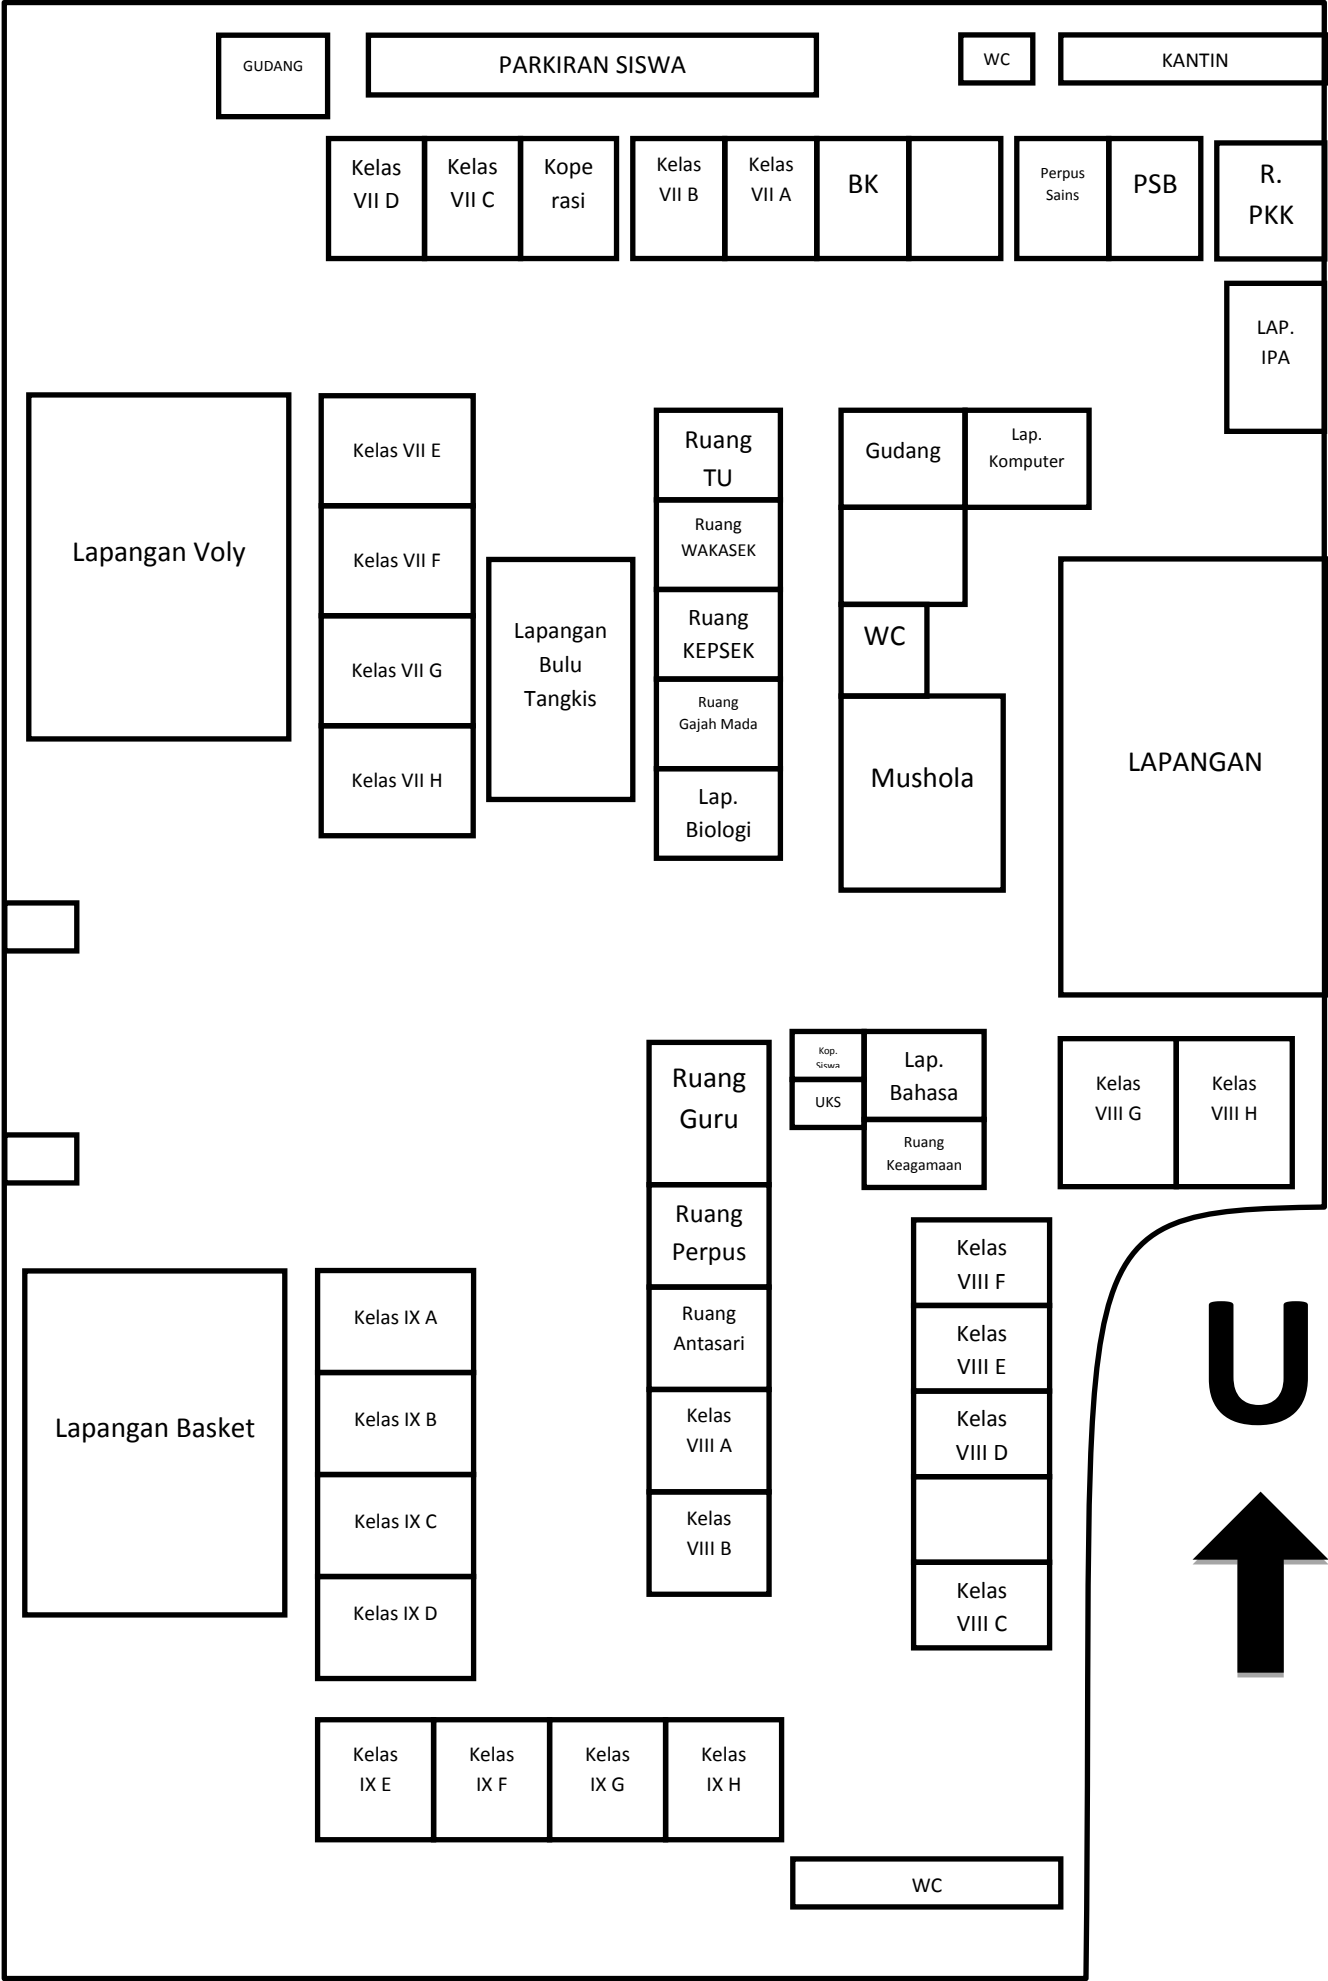 GUDANG
PARKIRAN SISWA
WC
KANTIN
Kelas
VII D
Kelas
VII C
Kope
rasi
Kelas
VII B
Kelas
VII A
BK
Perpus
Sains
PSB
R.
PKK
LAP.
IPA
Lapangan Voly
Kelas VII E
Kelas VII F
Kelas VII G
Kelas VII H
Lapangan
Bulu
Tangkis
Ruang
TU
Ruang
WAKASEK
Ruang
KEPSEK
Ruang
Gajah Mada
Lap.
Biologi
Gudang
Lap.
Komputer
WC
Mushola
LAPANGAN
Ruang
Guru
Ruang
Perpus
Ruang
Antasari
Kelas
VIII A
Kelas
VIII B
Kop.
Siswa
UKS
Lap.
Bahasa
Ruang
Keagamaan
Kelas
VIII G
Kelas
VIII H
Kelas
VIII F
Kelas
VIII E
Kelas
VIII D
Kelas
VIII C
U
Lapangan Basket
Kelas IX A
Kelas IX B
Kelas IX C
Kelas IX D
Kelas
IX E
Kelas
IX F
Kelas
IX G
Kelas
IX H
WC